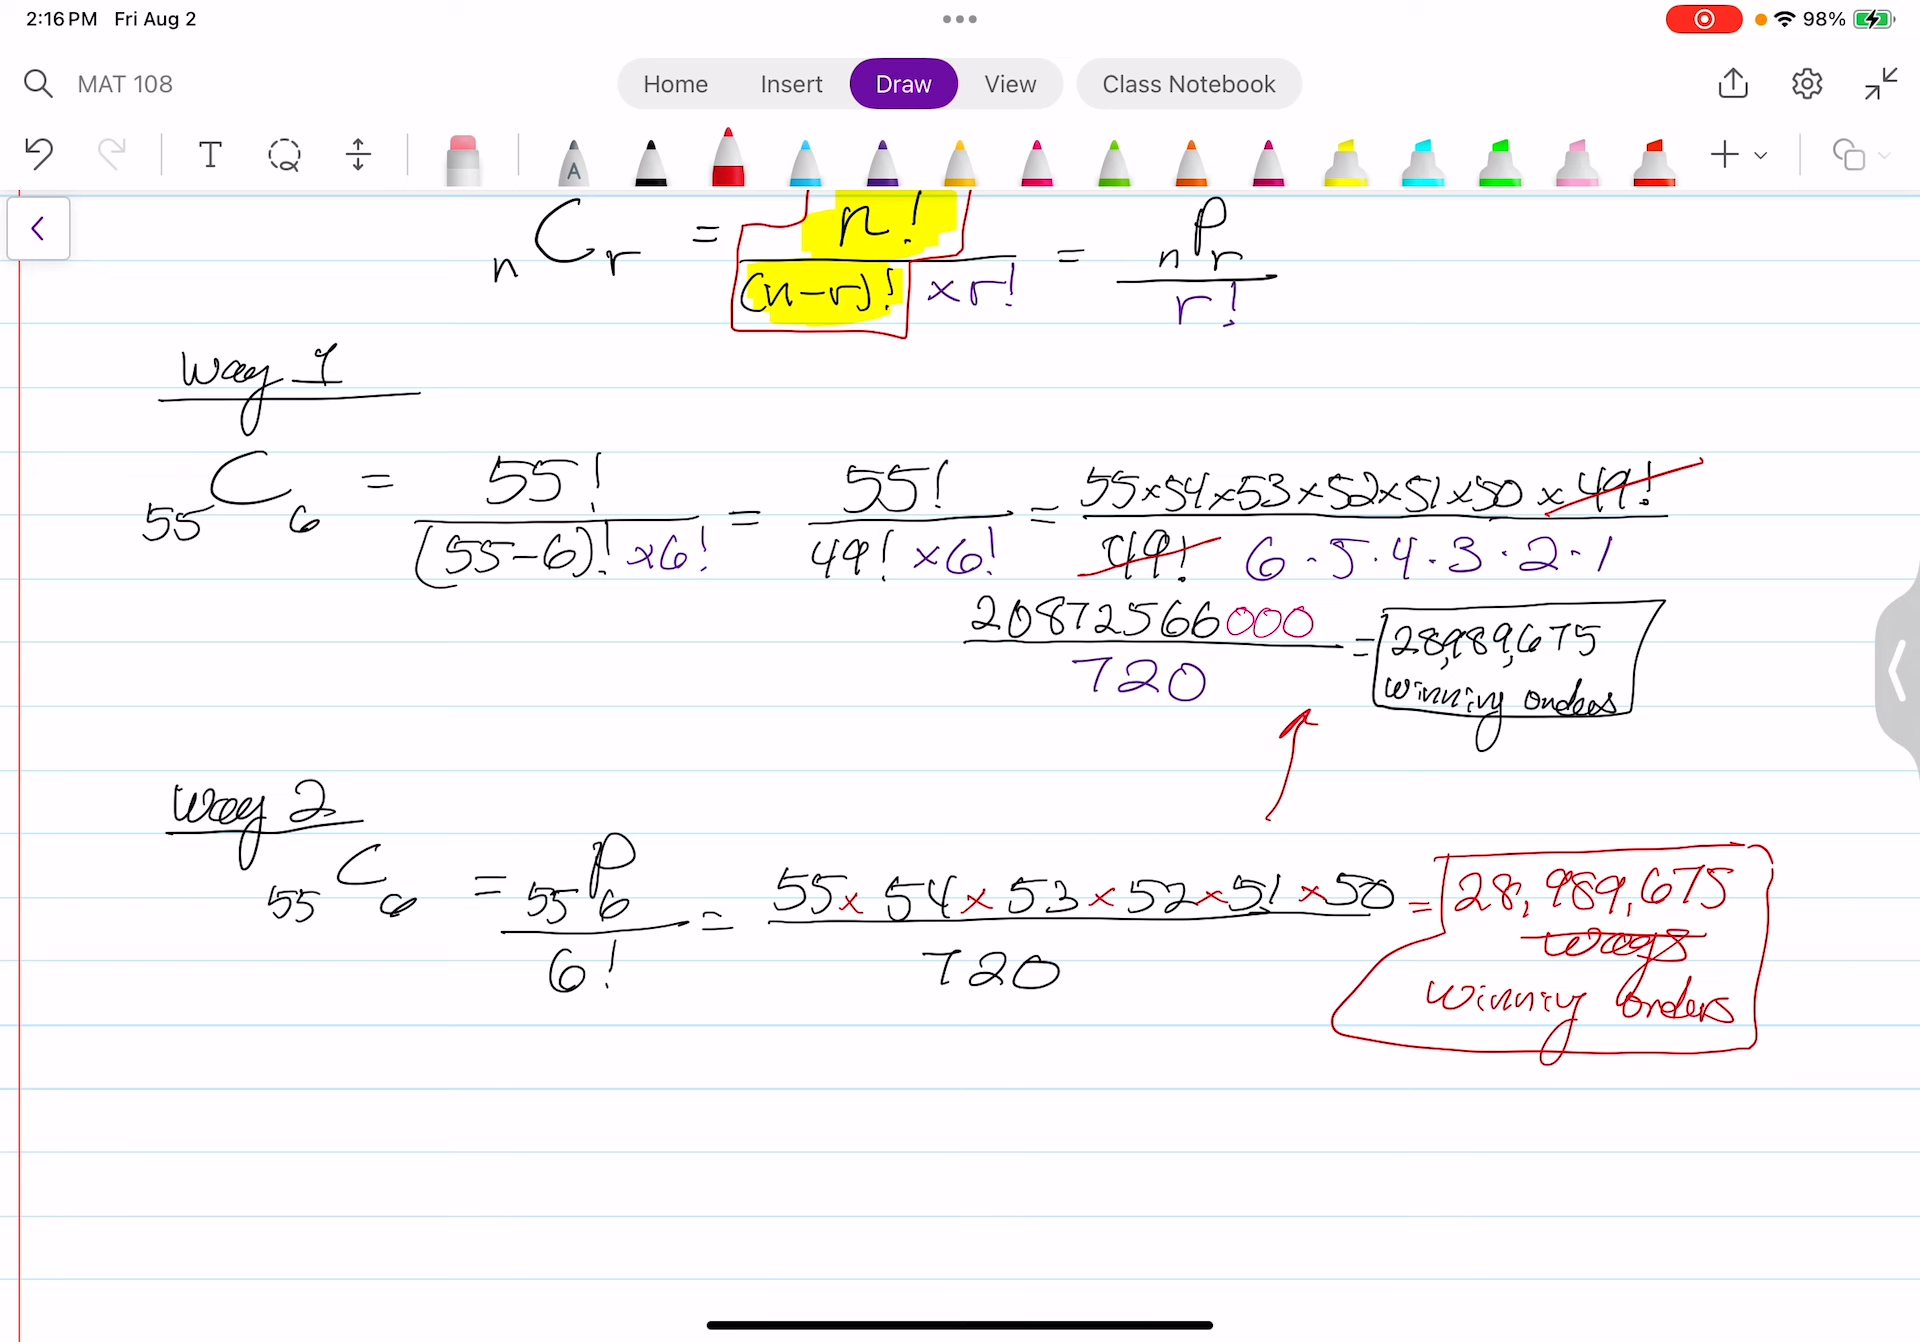 2:16 PM Fri Aug 2 98%
MAT 108 Home Insert Draw View Class Notebook
T A
nCr = n! / (n-r)! × r! = nPr / r!
Way 1
55C6 = 55! / (55-6)! ×6! = 55! / 49! ×6! = 55×54×53×52×51×50 ×49! / 49! 6·5·4·3·2·1
20872566000 / 720 = 28,989,675
winning orders
Way 2
55C6 = 55P6 / 6! = 55 × 54 × 53 × 52 × 51 × 50 / 720 = 28,989,675
ways
winning orders